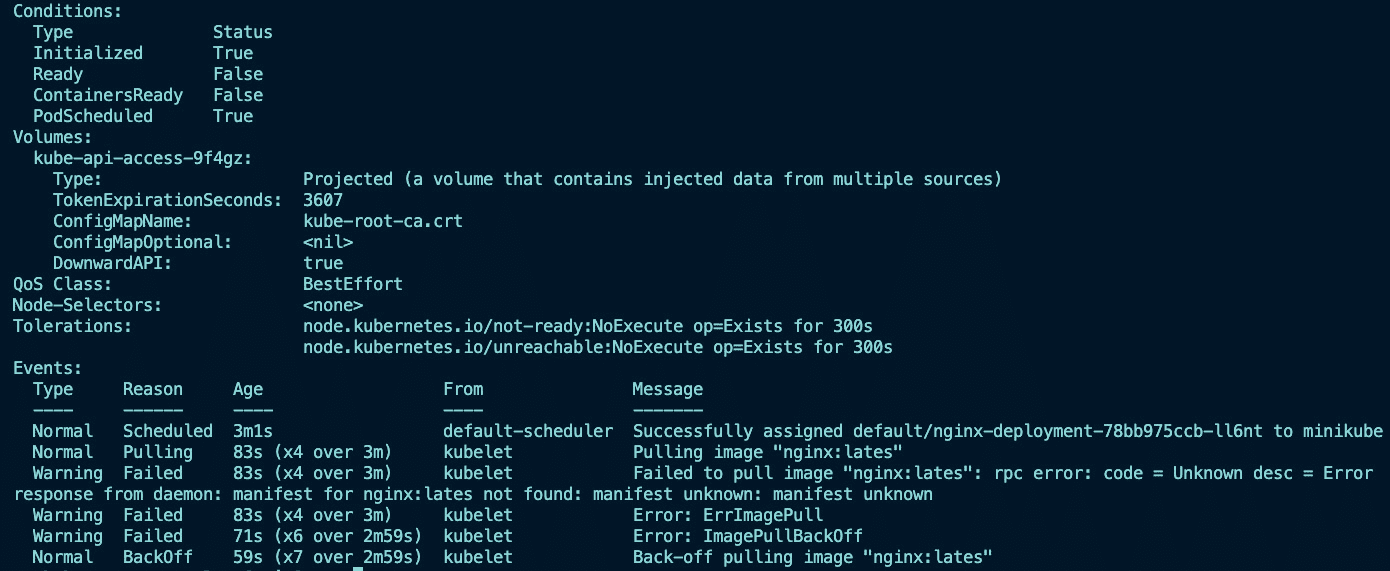 Conditions:
  Type              Status
  Initialized       True
  Ready             False
  ContainersReady   False
  PodScheduled      True
Volumes:
  kube-api-access-9f4gz:
    Type:                    Projected (a volume that contains injected data from multiple sources)
    TokenExpirationSeconds:  3607
    ConfigMapName:           kube-root-ca.crt
    ConfigMapOptional:       <nil>
    DownwardAPI:             true
QoS Class:                   BestEffort
Node-Selectors:              <none>
Tolerations:                 node.kubernetes.io/not-ready:NoExecute op=Exists for 300s
                             node.kubernetes.io/unreachable:NoExecute op=Exists for 300s
Events:
  Type     Reason     Age                  From               Message
  ----     ------     ----                 ----               -------
  Normal   Scheduled  3m1s                 default-scheduler  Successfully assigned default/nginx-deployment-78bb975ccb-ll6nt to minikube
  Normal   Pulling    83s (x4 over 3m)     kubelet            Pulling image "nginx:lates"
  Warning  Failed     83s (x4 over 3m)     kubelet            Failed to pull image "nginx:lates": rpc error: code = Unknown desc = Error
response from daemon: manifest for nginx:lates not found: manifest unknown: manifest unknown
  Warning  Failed     83s (x4 over 3m)     kubelet            Error: ErrImagePull
  Warning  Failed     71s (x6 over 2m59s)  kubelet            Error: ImagePullBackOff
  Normal   BackOff    59s (x7 over 2m59s)  kubelet            Back-off pulling image "nginx:lates"